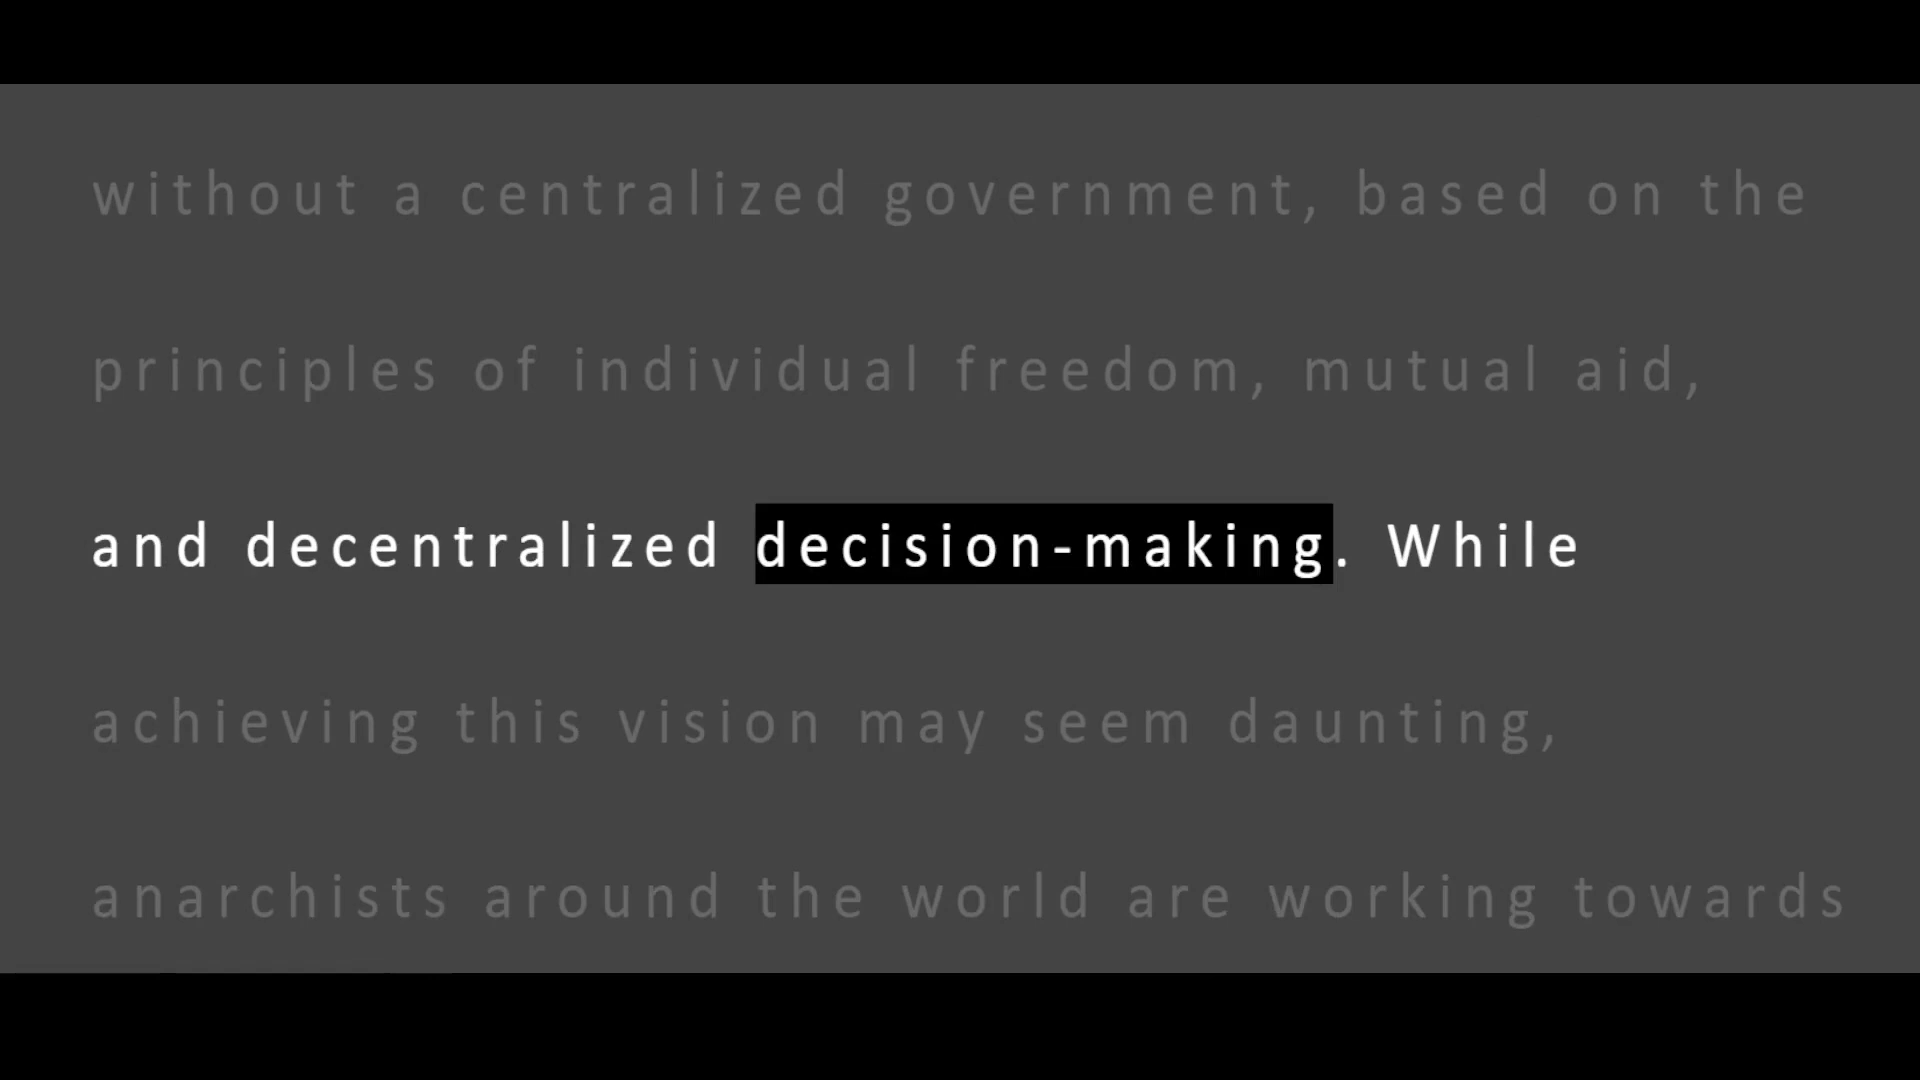 without a centralized government, based on the
principles of individual freedom, mutual aid,
and decentralized decision-making. While
achieving this vision may seem daunting,
anarchists around the world are working towards